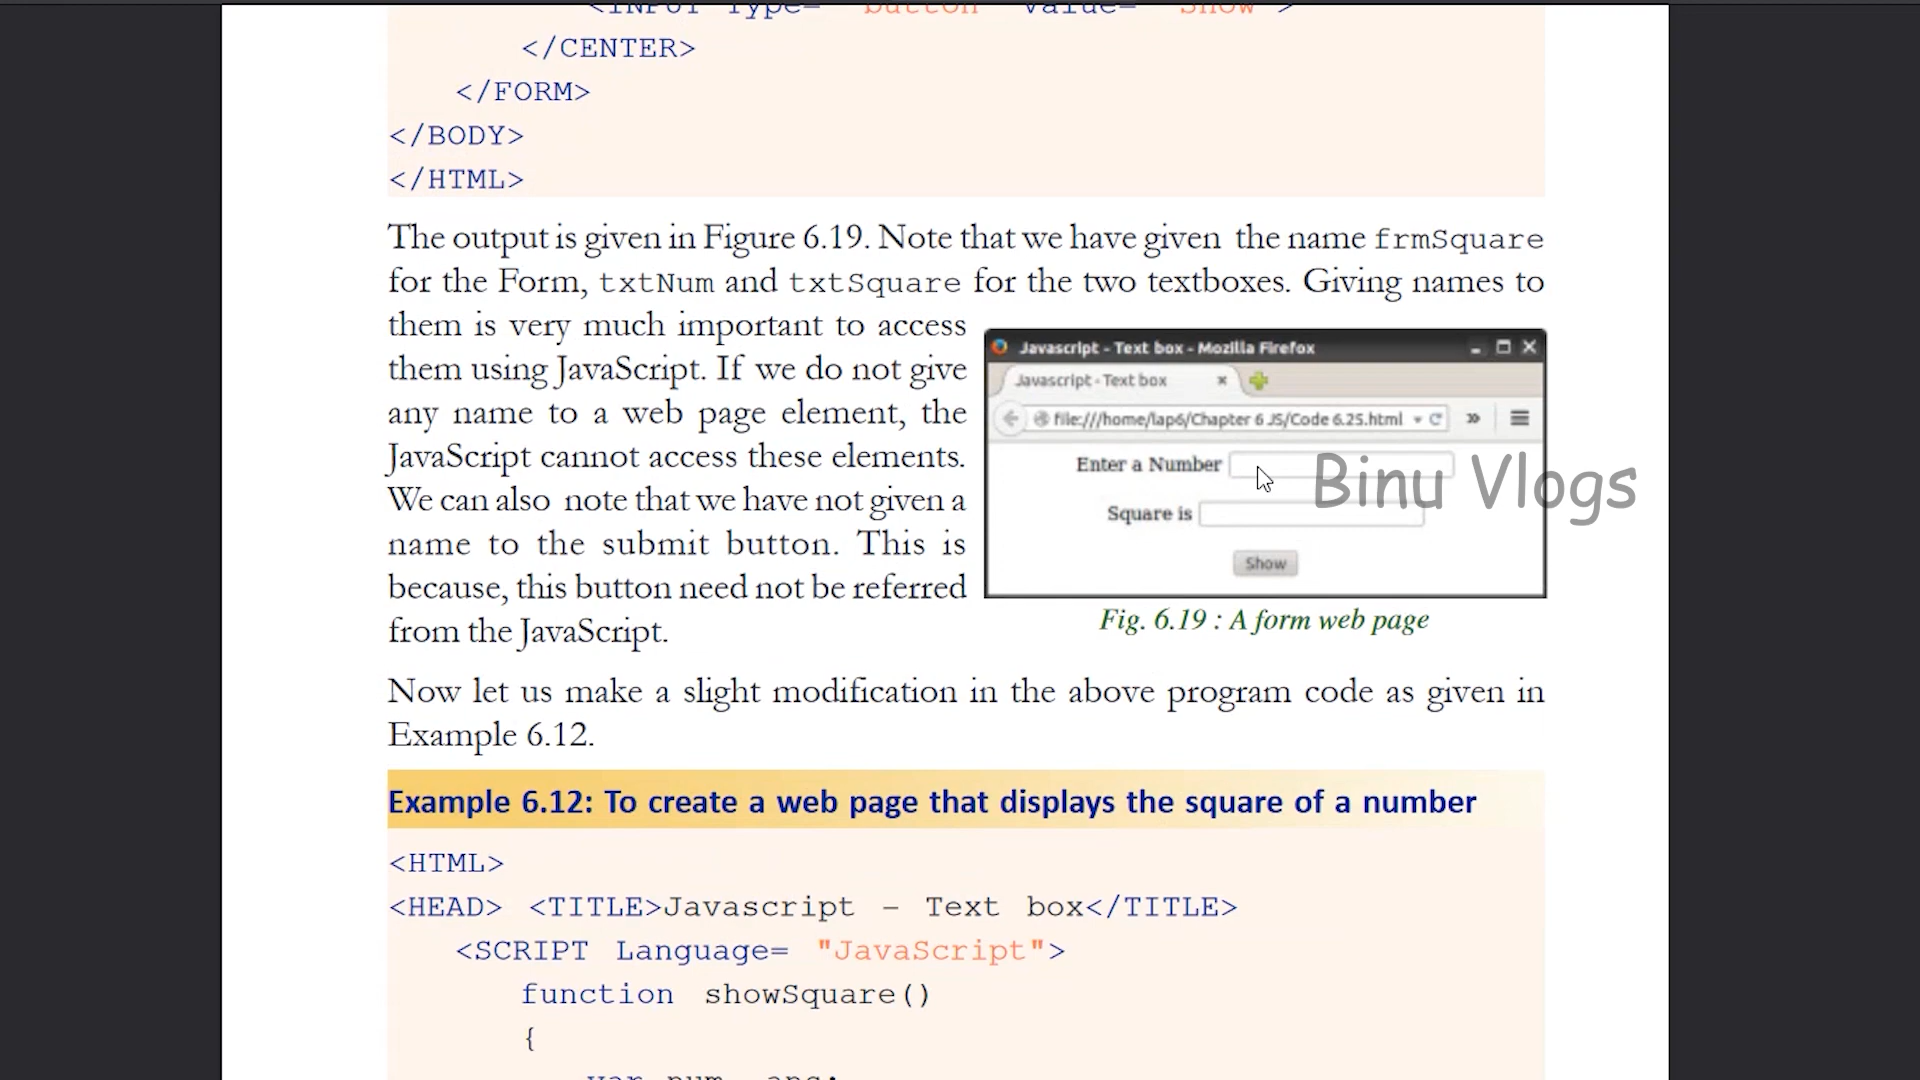 <INPUT Type= "button" value= "Show">
</CENTER>
</FORM>
</BODY>
</HTML>
The output is given in Figure 6.19. Note that we have given the name frmSquare
for the Form, txtNum and txtSquare for the two textboxes. Giving names to
them is very much important to access
them using JavaScript. If we do not give
any name to a web page element, the
JavaScript cannot access these elements.
We can also note that we have not given a
name to the submit button. This is
because, this button need not be referred
from the JavaScript.
Javascript - Text box - Mozilla Firefox
Javascript - Text box
file:///home/lap6/Chapter 6 JS/Code 6.25.html
Enter a Number
Binu Vlogs
Square is
Show
Fig. 6.19 : A form web page
Now let us make a slight modification in the above program code as given in
Example 6.12.
Example 6.12: To create a web page that displays the square of a number
<HTML>
<HEAD> <TITLE>Javascript – Text box</TITLE>
<SCRIPT Language= "JavaScript">
function showSquare()
{
var num, ans;